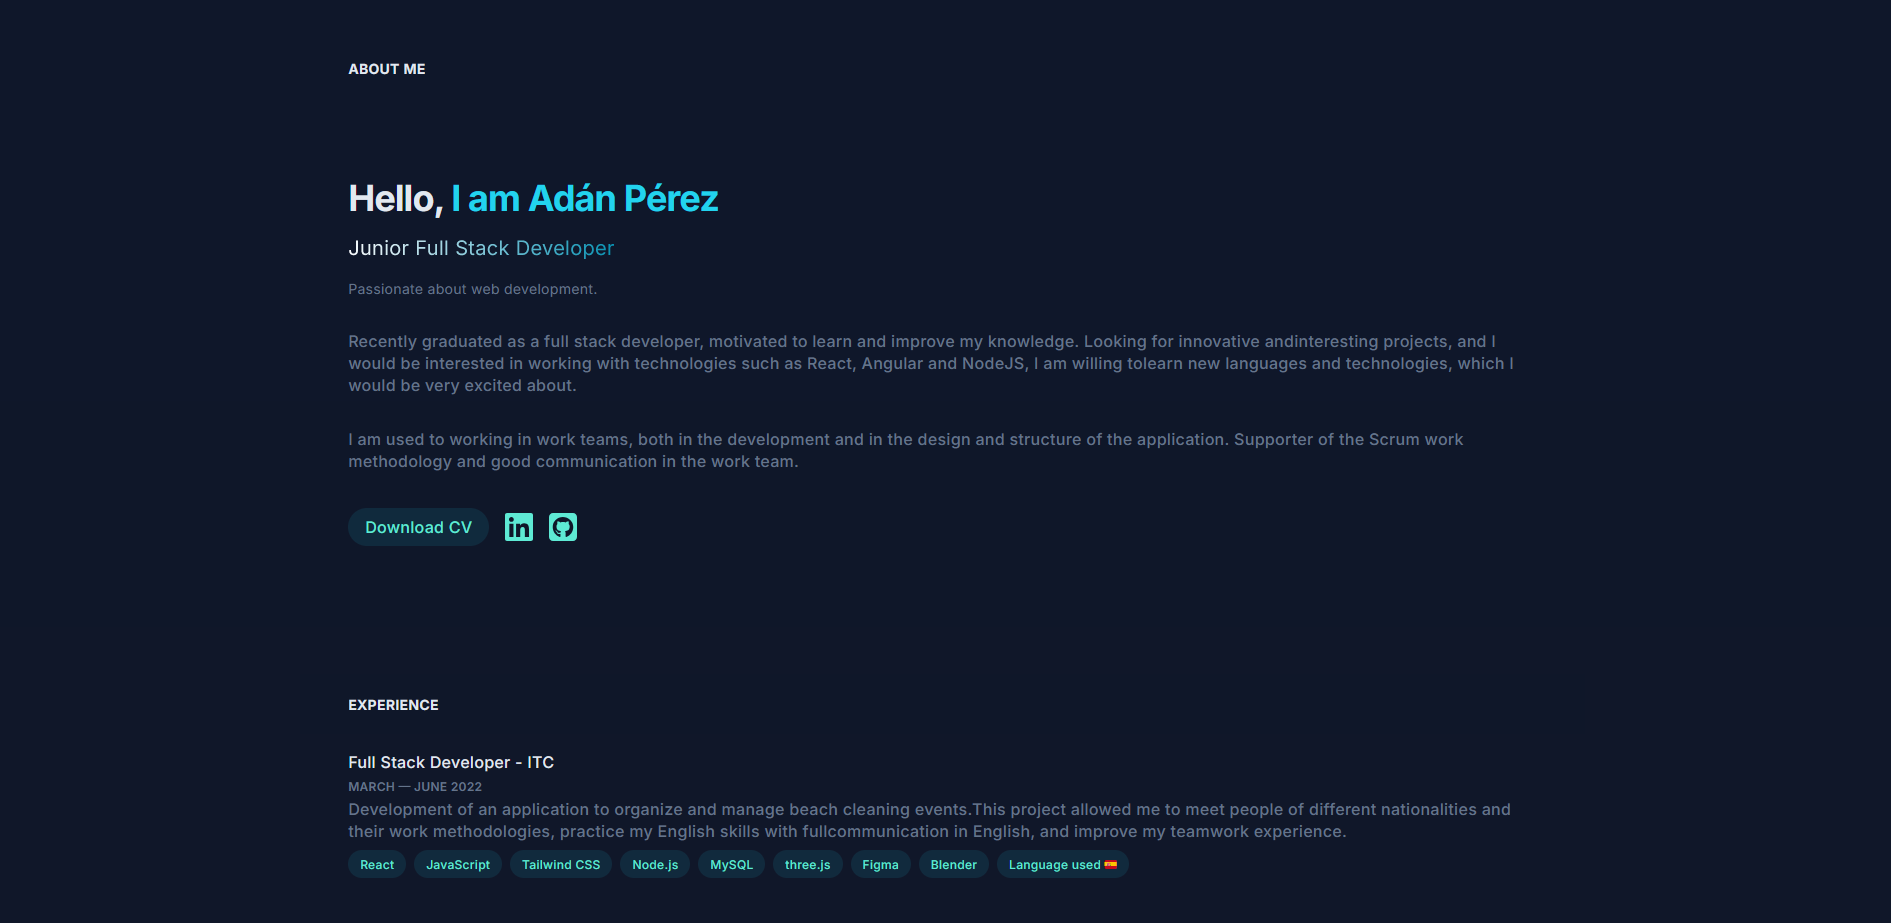 ABOUT ME
Hello, I am Adán Pérez
Junior Full Stack Developer
Passionate about web development.
Recently graduated as a full stack developer, motivated to learn and improve my knowledge. Looking for innovative andinteresting projects, and I
would be interested in working with technologies such as React, Angular and NodeJS, I am willing tolearn new languages and technologies, which I
would be very excited about.
I am used to working in work teams, both in the development and in the design and structure of the application. Supporter of the Scrum work
methodology and good communication in the work team.
Download CV
in
EXPERIENCE
Full Stack Developer - ITC
MARCH — JUNE 2022
Development of an application to organize and manage beach cleaning events.This project allowed me to meet people of different nationalities and
their work methodologies, practice my English skills with fullcommunication in English, and improve my teamwork experience.
React JavaScript Tailwind CSS Node.js MySQL three.js Figma Blender Language used